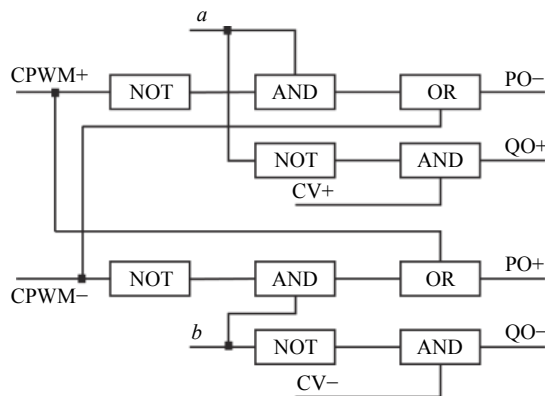 a
CPWM+ NOT AND OR PO−
NOT AND QO+
CV+
CPWM− NOT AND OR PO+
b NOT AND QO−
CV−